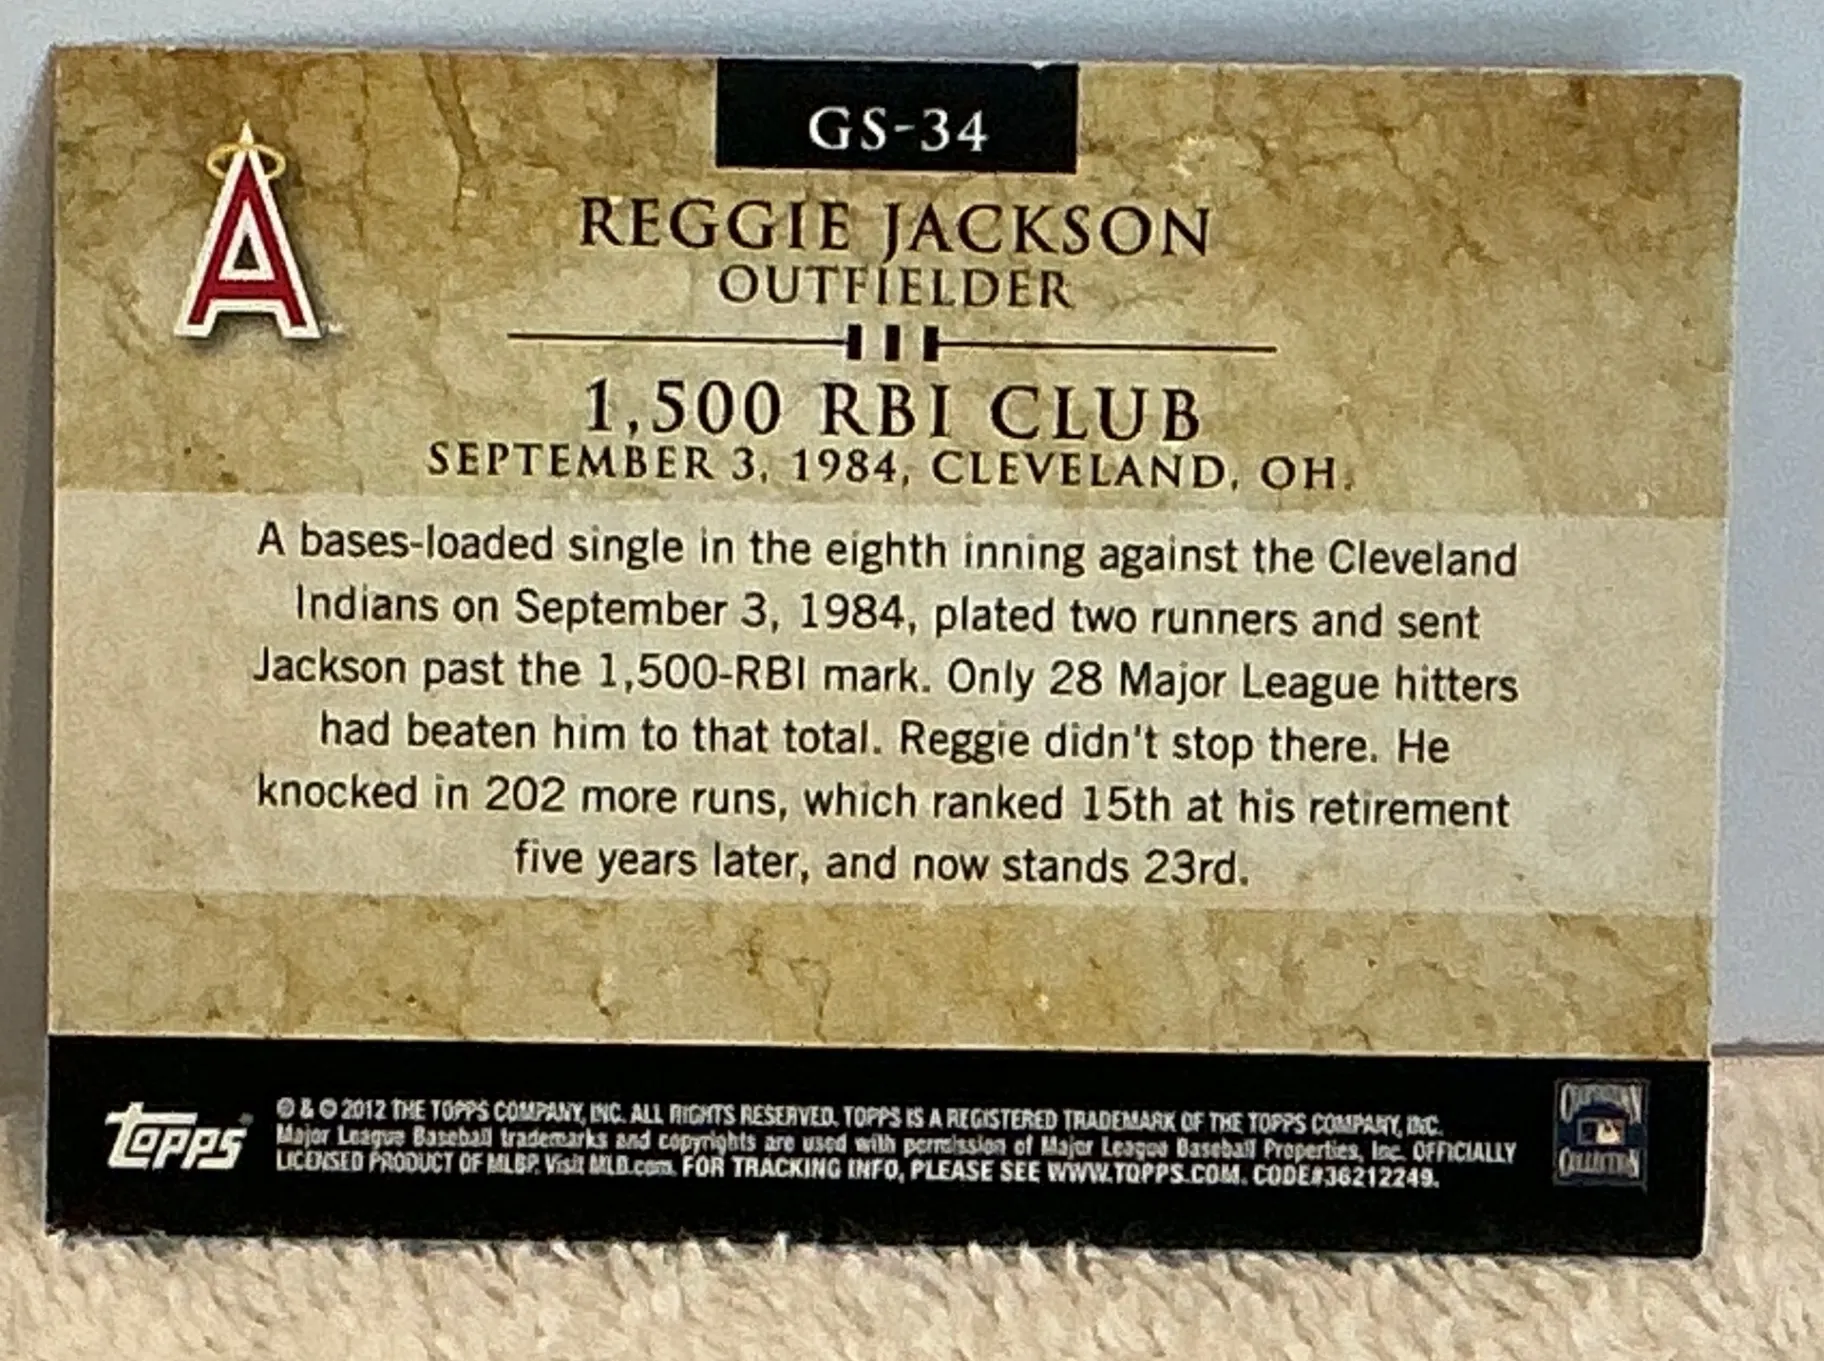 GS-34
A
REGGIE JACKSON
OUTFIELDER
1,500 RBI CLUB
SEPTEMBER 3, 1984, CLEVELAND, OH.
A bases-loaded single in the eighth inning against the Cleveland
Indians on September 3, 1984, plated two runners and sent
Jackson past the 1,500-RBI mark. Only 28 Major League hitters
had beaten him to that total. Reggie didn't stop there. He
knocked in 202 more runs, which ranked 15th at his retirement
five years later, and now stands 23rd.
Topps
® & © 2012 THE TOPPS COMPANY, INC. ALL RIGHTS RESERVED. TOPPS IS A REGISTERED TRADEMARK OF THE TOPPS COMPANY, INC.
Major League Baseball trademarks and copyrights are used with permission of Major League Baseball Properties, Inc. OFFICIALLY
LICENSED PRODUCT OF MLBP. Visit MLB.com. FOR TRACKING INFO, PLEASE SEE WWW.TOPPS.COM. CODE#36212249.
COOPERSTOWN
COLLECTION